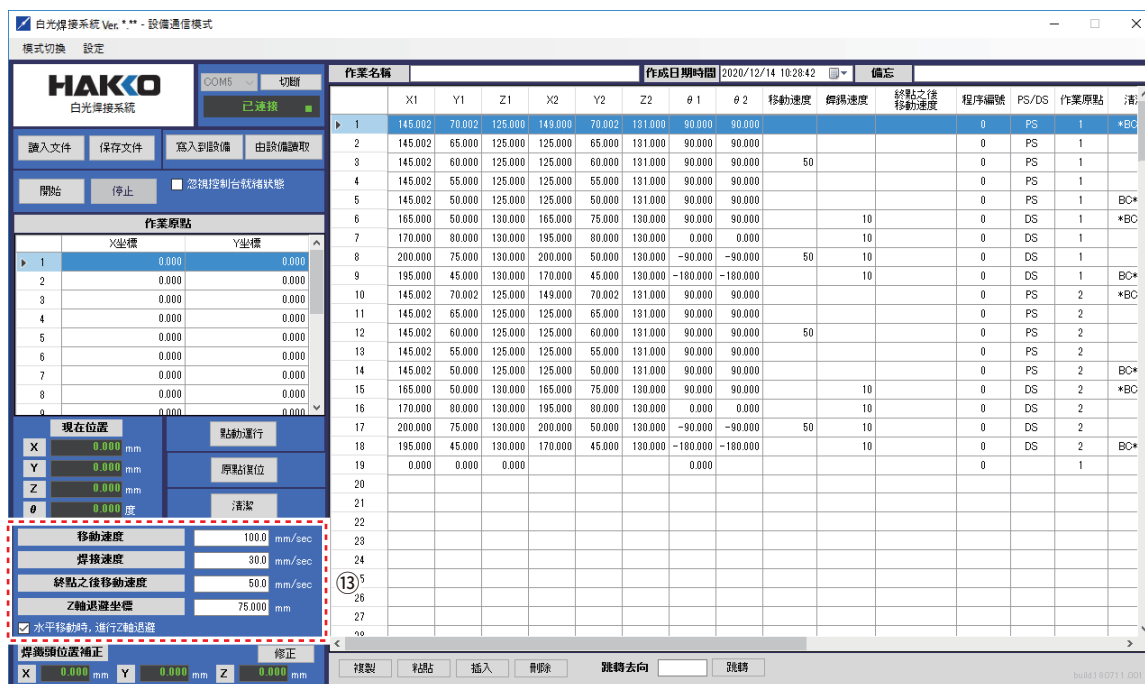 白光焊接系統 Ver. *.** - 設備通信模式
模式切換 設定
HAKKO
白光焊接系統
COM5 切斷
已連接
讀入文件 保存文件 寫入到設備 由設備讀取
開始 停止 忽視控制台就緒狀態
作業原點
X坐標 Y坐標
1 0.000 0.000
2 0.000 0.000
3 0.000 0.000
4 0.000 0.000
5 0.000 0.000
6 0.000 0.000
7 0.000 0.000
8 0.000 0.000
9 0.000 0.000
現在位置
X 0.000 mm
Y 0.000 mm
Z 0.000 mm
θ 0.000 度
點動運行
原點復位
清潔
移動速度 100.0 mm/sec
焊接速度 30.0 mm/sec
終點之後移動速度 50.0 mm/sec
Z軸退避坐標 75.000 mm
水平移動時，進行Z軸退避
焊鐵頭位置補正 修正
X 0.000 mm Y 0.000 mm Z 0.000 mm
作業名稱 作成日期時間 2020/12/14 10:28:42 備忘
X1 Y1 Z1 X2 Y2 Z2 θ1 θ2 移動速度 焊錫速度 終點之後移動速度 程序編號 PS/DS 作業原點 清
1 145.002 70.002 125.000 149.000 70.002 131.000 90.000 90.000 0 PS 1 *BC
2 145.002 65.000 125.000 125.000 65.000 131.000 90.000 90.000 0 PS 1
3 145.002 60.000 125.000 125.000 60.000 131.000 90.000 90.000 50 0 PS 1
4 145.002 55.000 125.000 125.000 55.000 131.000 90.000 90.000 0 PS 1
5 145.002 50.000 125.000 125.000 50.000 131.000 90.000 90.000 0 PS 1 BC*
6 165.000 50.000 130.000 165.000 75.000 130.000 90.000 90.000 10 0 DS 1 *BC
7 170.000 80.000 130.000 195.000 80.000 130.000 0.000 0.000 10 0 DS 1
8 200.000 75.000 130.000 200.000 50.000 130.000 -90.000 -90.000 50 10 0 DS 1
9 195.000 45.000 130.000 170.000 45.000 130.000 -180.000 -180.000 10 0 DS 1 BC*
10 145.002 70.002 125.000 149.000 70.002 131.000 90.000 90.000 0 PS 2 *BC
11 145.002 65.000 125.000 125.000 65.000 131.000 90.000 90.000 0 PS 2
12 145.002 60.000 125.000 125.000 60.000 131.000 90.000 90.000 50 0 PS 2
13 145.002 55.000 125.000 125.000 55.000 131.000 90.000 90.000 0 PS 2
14 145.002 50.000 125.000 125.000 50.000 131.000 90.000 90.000 0 PS 2 BC*
15 165.000 50.000 130.000 165.000 75.000 130.000 90.000 90.000 10 0 DS 2 *BC
16 170.000 80.000 130.000 195.000 80.000 130.000 0.000 0.000 10 0 DS 2
17 200.000 75.000 130.000 200.000 50.000 130.000 -90.000 -90.000 50 10 0 DS 2
18 195.000 45.000 130.000 170.000 45.000 130.000 -180.000 -180.000 10 0 DS 2 BC*
19 0.000 0.000 0.000 0.000 0 1
20
21
22
23
24
⑬5
26
27
28
複製 粘貼 插入 刪除 跳轉去向 跳轉
build.180711.001